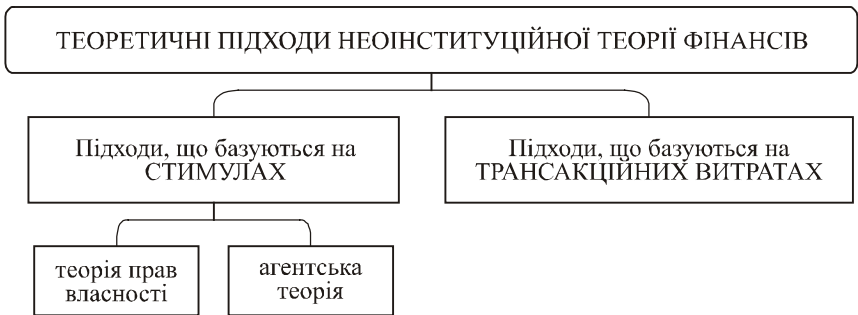 ТЕОРЕТИЧНІ ПІДХОДИ НЕОІНСТИТУЦІЙНОЇ ТЕОРІЇ ФІНАНСІВ
Підходи, що базуються на
СТИМУЛАХ
Підходи, що базуються на
ТРАНСАКЦІЙНИХ ВИТРАТАХ
теорія прав
власності
агентська
теорія